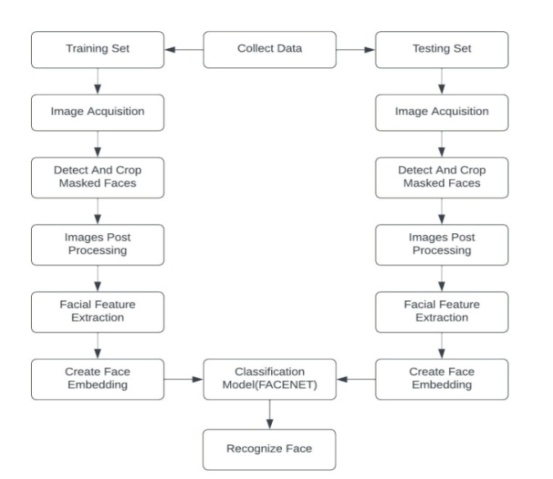 Training Set
Collect Data
Testing Set
Image Acquisition
Image Acquisition
Detect And Crop
Masked Faces
Detect And Crop
Masked Faces
Images Post
Processing
Images Post
Processing
Facial Feature
Extraction
Facial Feature
Extraction
Create Face
Embedding
Classification
Model(FACENET)
Create Face
Embedding
Recognize Face